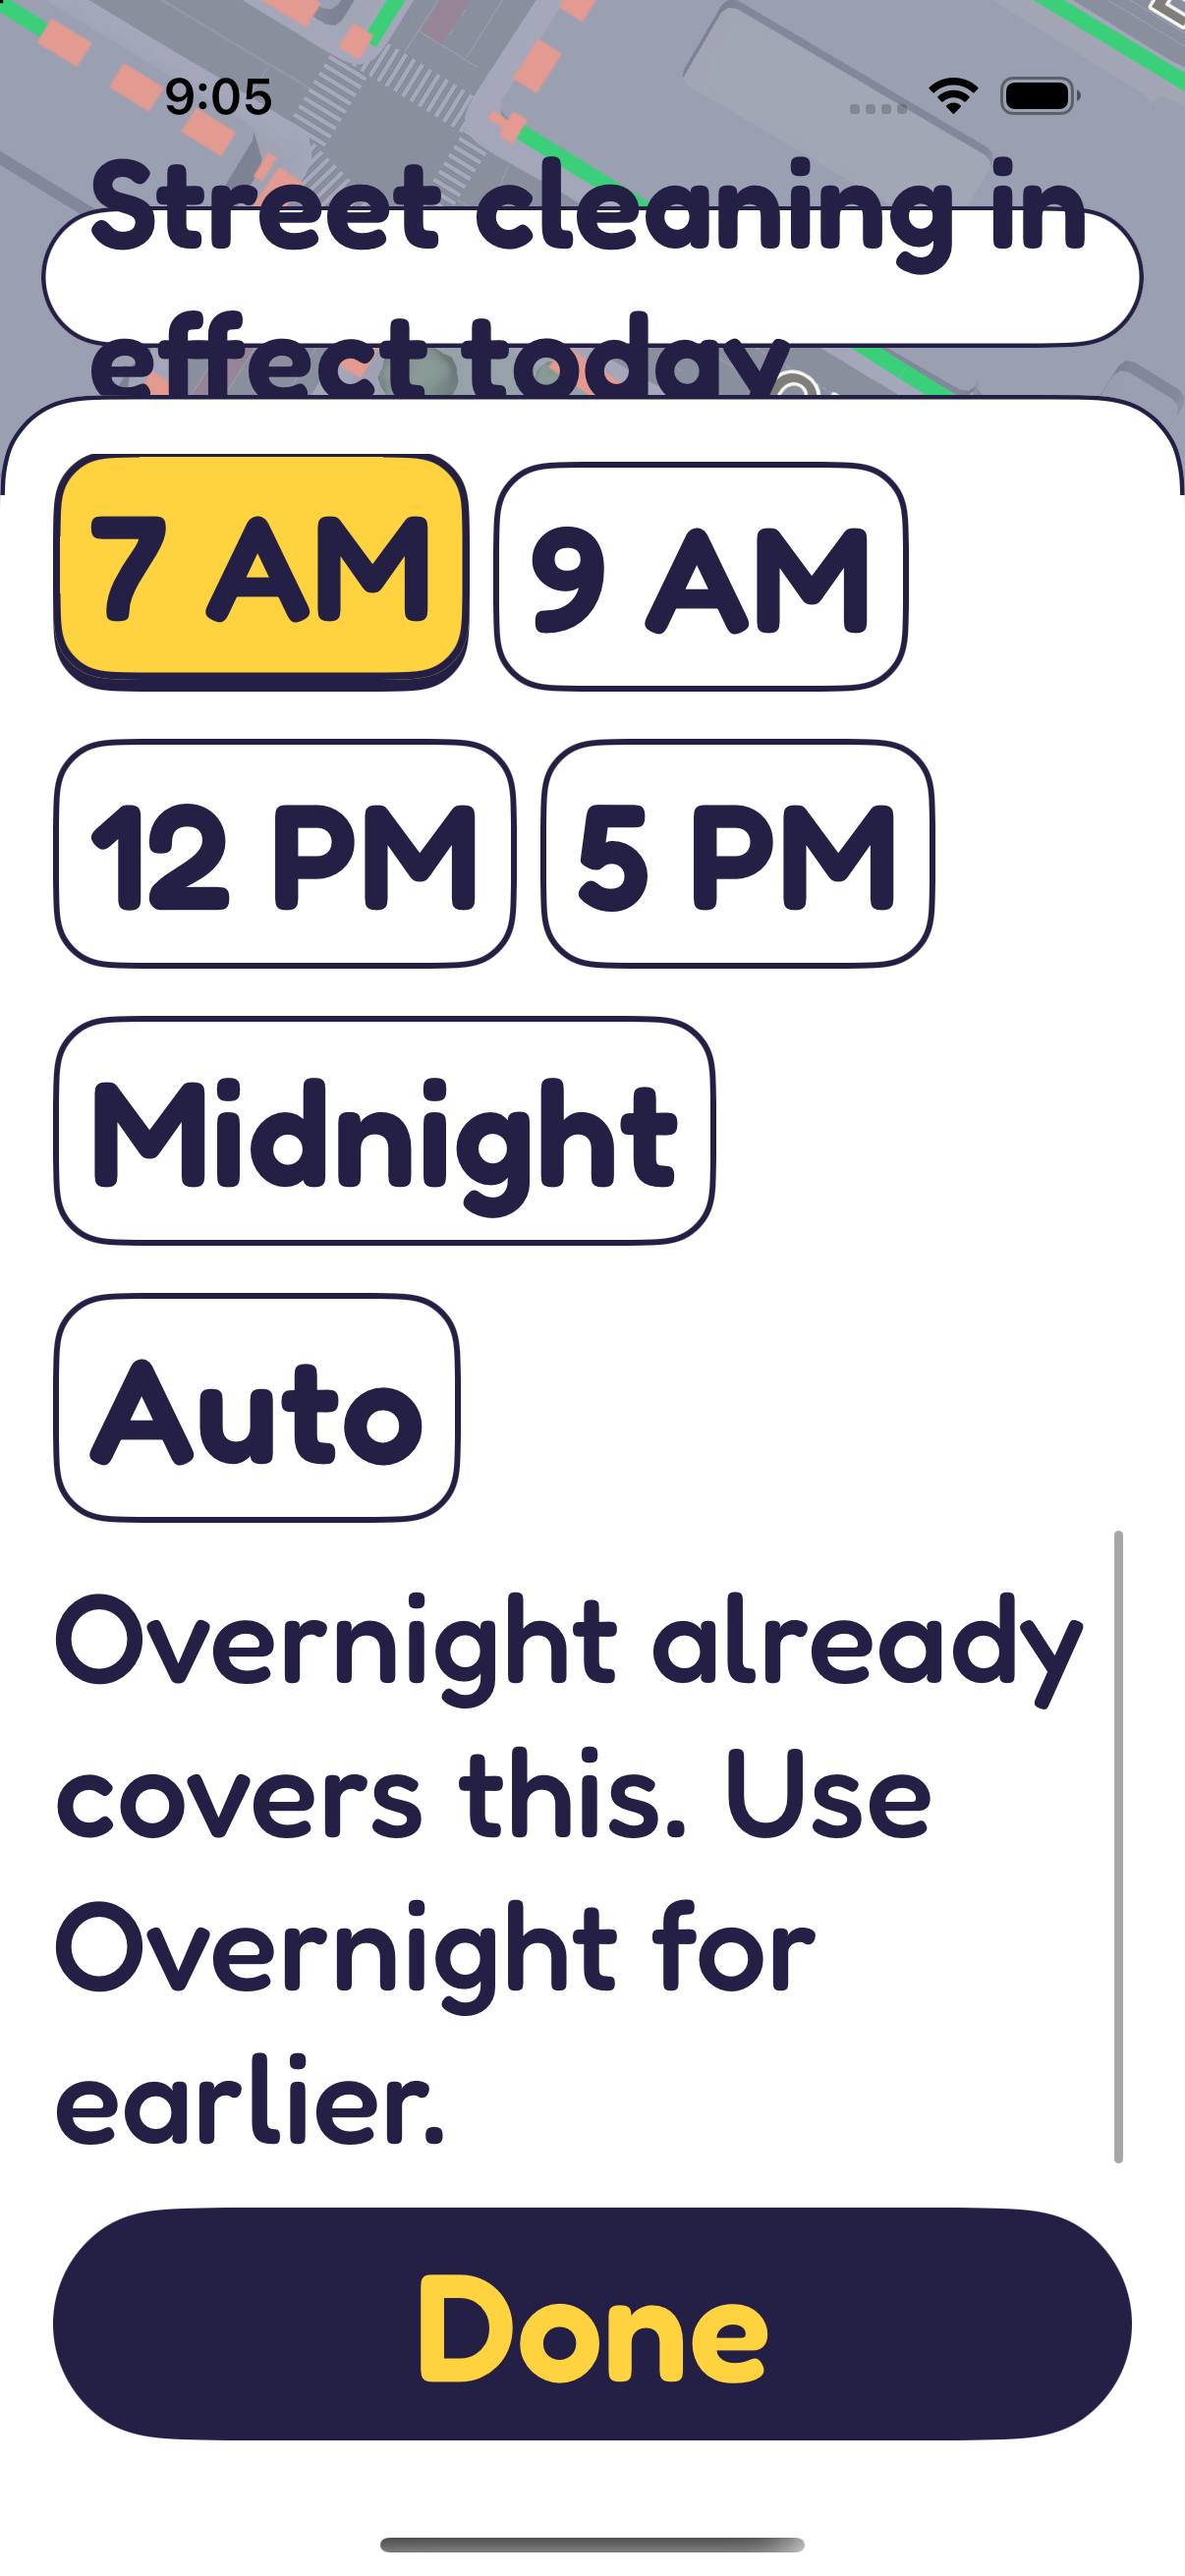 9:05
Street cleaning in
effect today
7 AM
9 AM
12 PM
5 PM
Midnight
Auto
Overnight already
covers this. Use
Overnight for
earlier.
Done